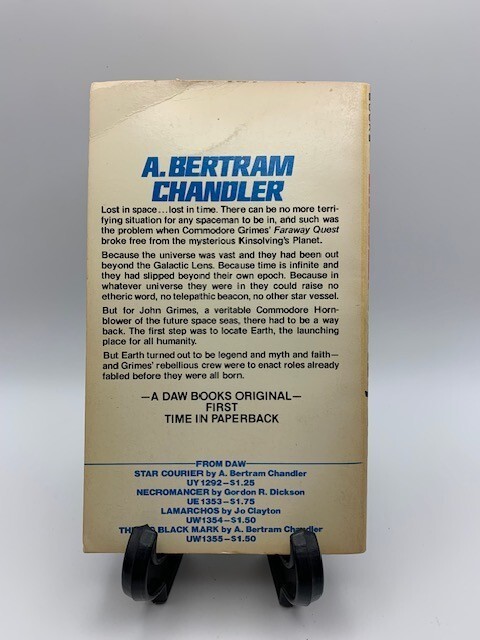 A. BERTRAM
CHANDLER
Lost in space...lost in time. There can be no more terri-
fying situation for any spaceman to be in, and such was
the problem when Commodore Grimes' Faraway Quest
broke free from the mysterious Kinsolving's Planet.
Because the universe was vast and they had been out
beyond the Galactic Lens. Because time is infinite and
they had slipped beyond their own epoch. Because in
whatever universe they were in they could raise no
etheric word, no telepathic beacon, no other star vessel.
But for John Grimes, a veritable Commodore Horn-
blower of the future space seas, there had to be a way
back. The first step was to locate Earth, the launching
place for all humanity.
But Earth turned out to be legend and myth and faith—
and Grimes' rebellious crew were to enact roles already
fabled before they were all born.
—A DAW BOOKS ORIGINAL—
FIRST
TIME IN PAPERBACK
FROM DAW
STAR COURIER by A. Bertram Chandler
UY1292—$1.25
NECROMANCER by Gordon R. Dickson
UE1353—$1.75
LAMARCHOS by Jo Clayton
UW1354—$1.50
BLACK MARK by A. Bertram Chandler
UW1355—$1.50